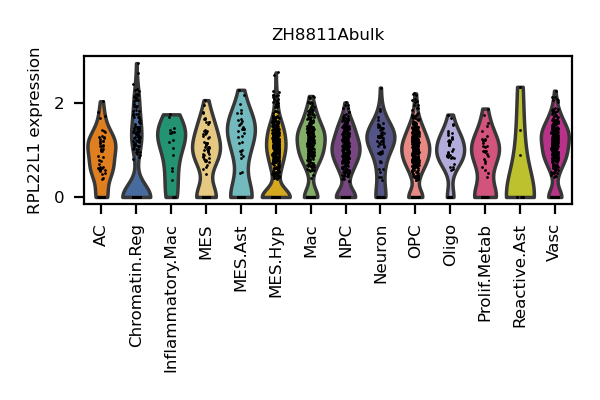 ZH8811Abulk
RPL22L1 expression
2
0
AC
Chromatin.Reg
Inflammatory.Mac
MES
MES.Ast
MES.Hyp
Mac
NPC
Neuron
OPC
Oligo
Prolif.Metab
Reactive.Ast
Vasc